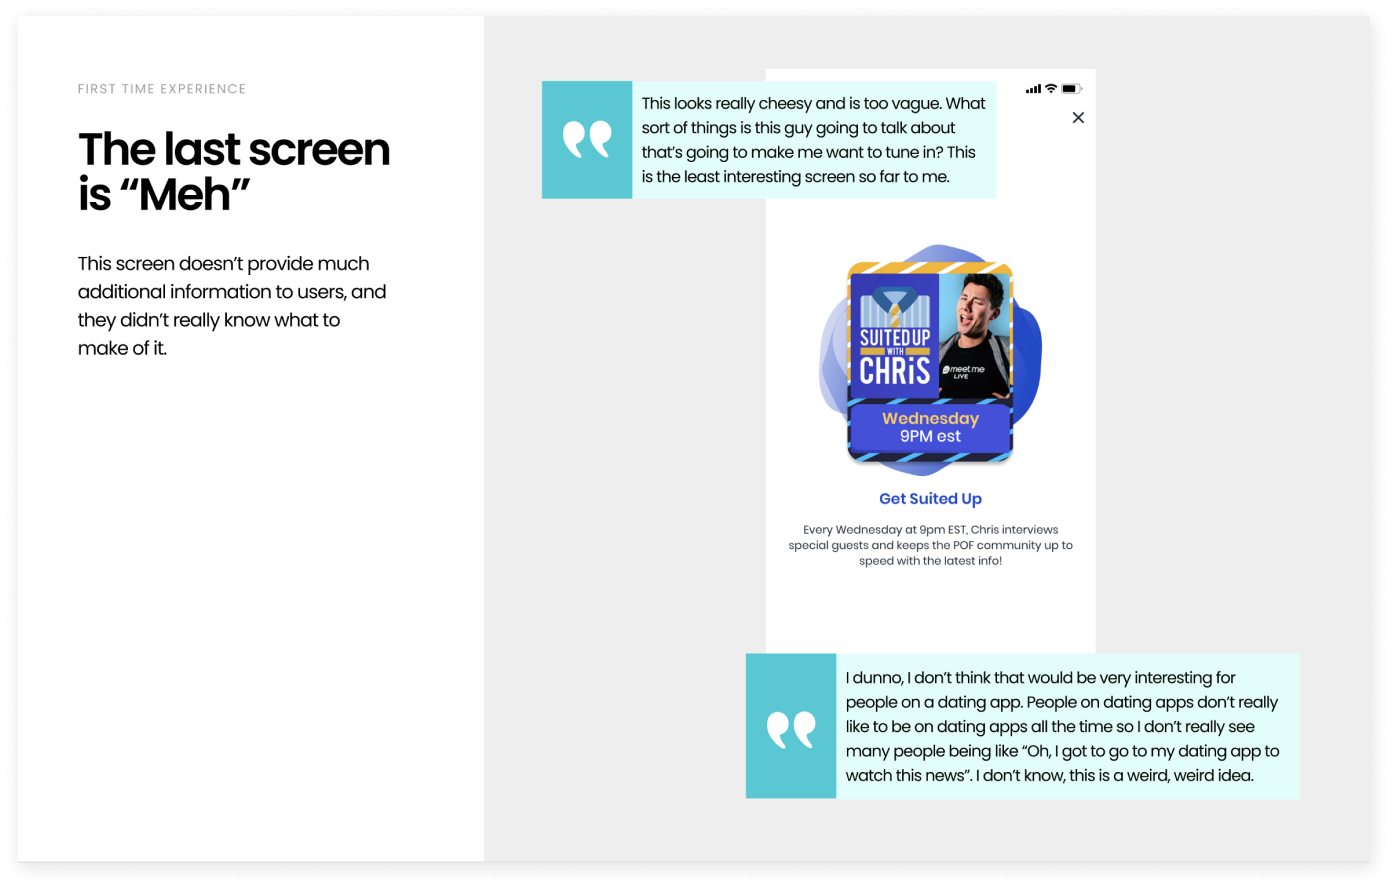 FIRST TIME EXPERIENCE
The last screen
is “Meh”
This screen doesn’t provide much
additional information to users, and
they didn’t really know what to
make of it.
This looks really cheesy and is too vague. What
sort of things is this guy going to talk about
that’s going to make me want to tune in? This
is the least interesting screen so far to me.
SUITED UP
WITH
CHRiS
meet.me
LIVE
Wednesday
9PM est
Get Suited Up
Every Wednesday at 9pm EST, Chris interviews
special guests and keeps the POF community up to
speed with the latest info!
I dunno, I don’t think that would be very interesting for
people on a dating app. People on dating apps don’t really
like to be on dating apps all the time so I don’t really see
many people being like “Oh, I got to go to my dating app to
watch this news”. I don’t know, this is a weird, weird idea.